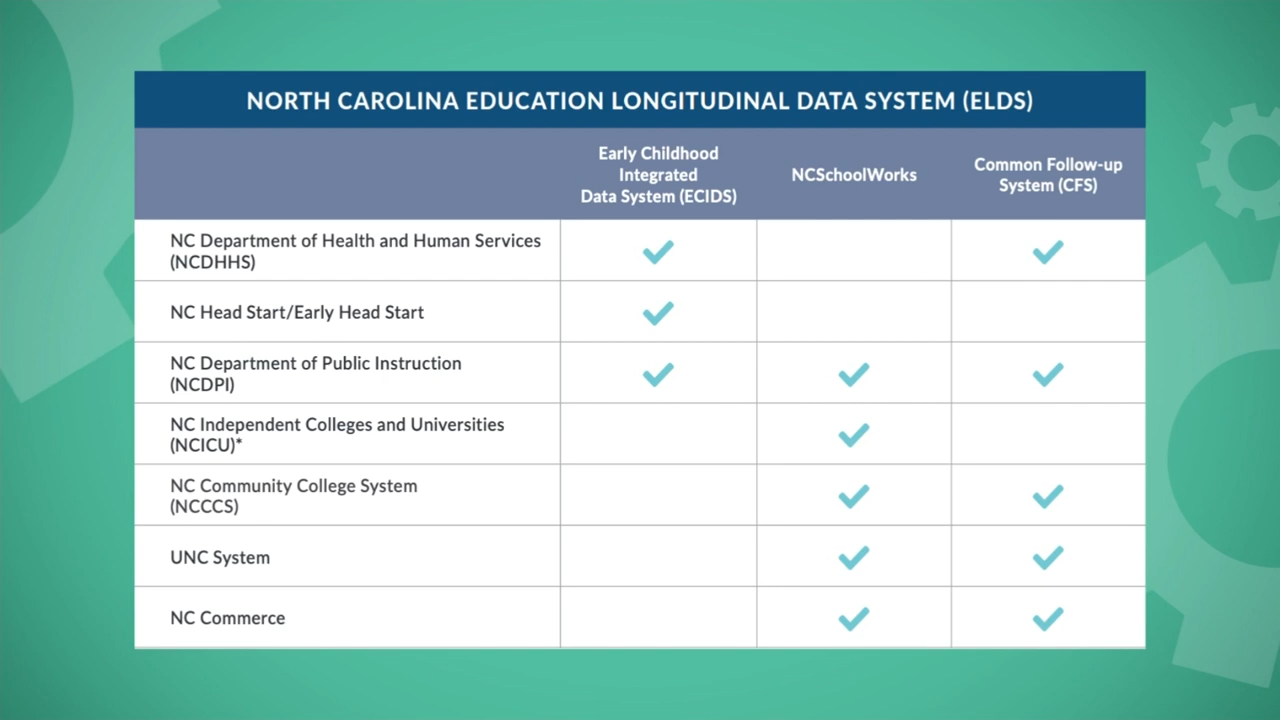 NORTH CAROLINA EDUCATION LONGITUDINAL DATA SYSTEM (ELDS)
Early Childhood
Integrated
Data System (ECIDS)
NCSchoolWorks
Common Follow-up
System (CFS)
NC Department of Health and Human Services
(NCDHHS)
NC Head Start/Early Head Start
NC Department of Public Instruction
(NCDPI)
NC Independent Colleges and Universities
(NCICU)*
NC Community College System
(NCCCS)
UNC System
NC Commerce